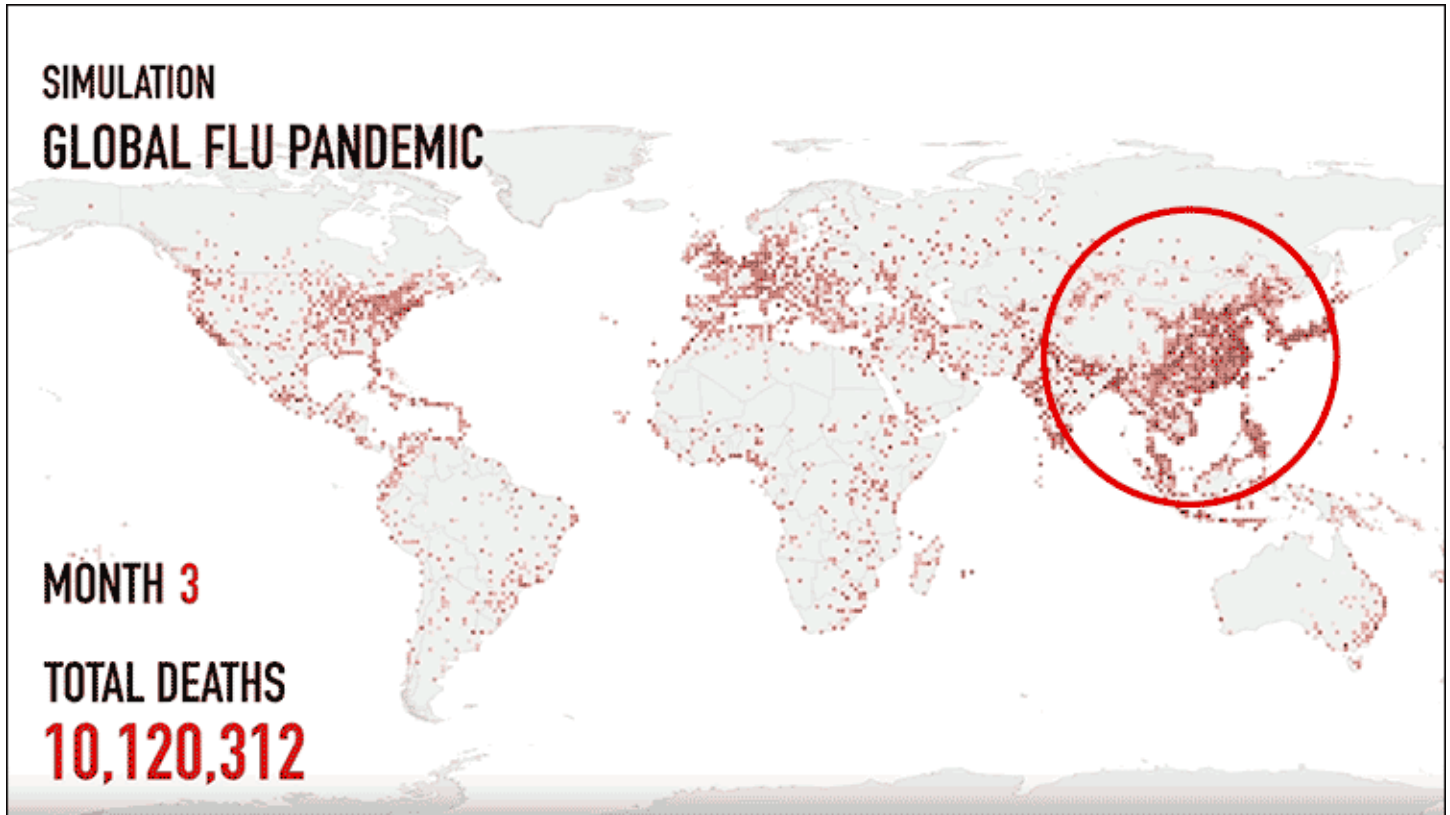 SIMULATION
GLOBAL FLU PANDEMIC
MONTH 3
TOTAL DEATHS
10,120,312